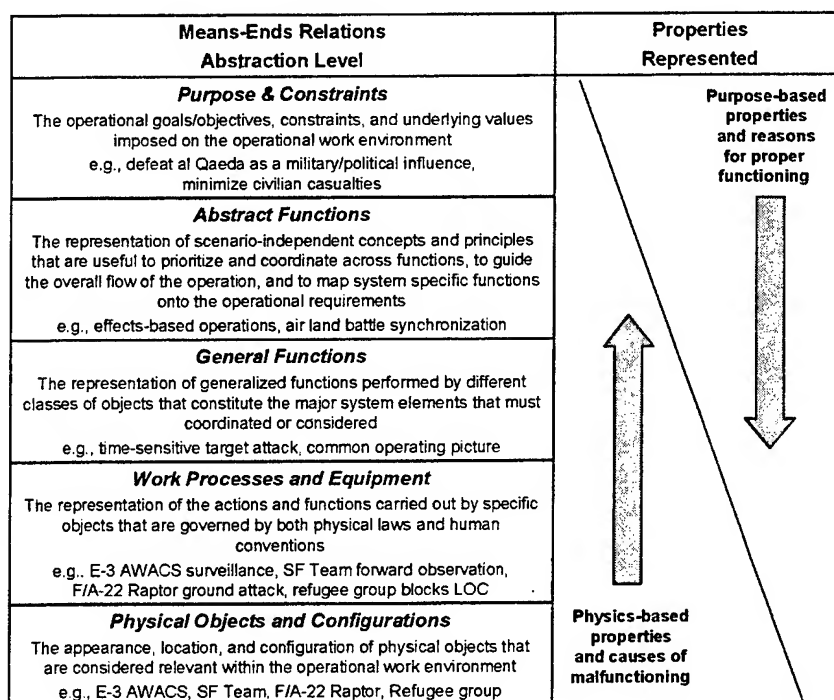 Means-Ends Relations
Abstraction Level
Properties
Represented
Purpose & Constraints
The operational goals/objectives, constraints, and underlying values
imposed on the operational work environment
e.g., defeat al Qaeda as a military/political influence,
minimize civilian casualties
Purpose-based
properties
and reasons
for proper
functioning
Abstract Functions
The representation of scenario-independent concepts and principles
that are useful to prioritize and coordinate across functions, to guide
the overall flow of the operation, and to map system specific functions
onto the operational requirements
e.g., effects-based operations, air land battle synchronization
General Functions
The representation of generalized functions performed by different
classes of objects that constitute the major system elements that must
coordinated or considered
e.g., time-sensitive target attack, common operating picture
Work Processes and Equipment
The representation of the actions and functions carried out by specific
objects that are governed by both physical laws and human
conventions
e.g.. E-3 AWACS surveillance, SF Team forward observation,
F/A-22 Raptor ground attack, refugee group blocks LOC
Physical Objects and Configurations
The appearance, location, and configuration of physical objects that
are considered relevant within the operational work environment
e.g., E-3 AWACS, SF Team, F/A-22 Raptor, Refugee group
Physics-based
properties
and causes of
malfunctioning